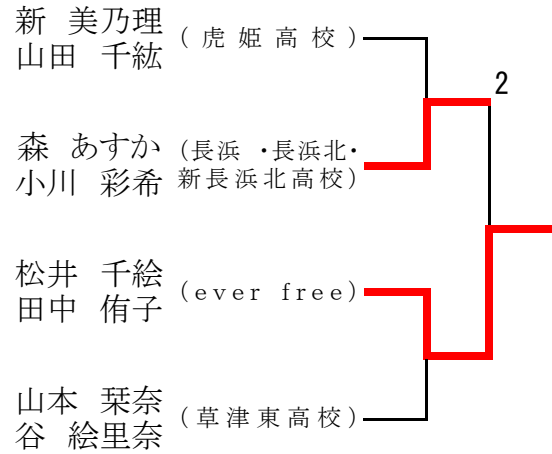 新 美乃理
山田 千紘
(虎姫高校)
2
森 あすか
小川 彩希
(長浜・長浜北・
新長浜北高校)
松井 千絵
田中 侑子
(ever free)
山本 栞奈
谷 絵里奈
(草津東高校)